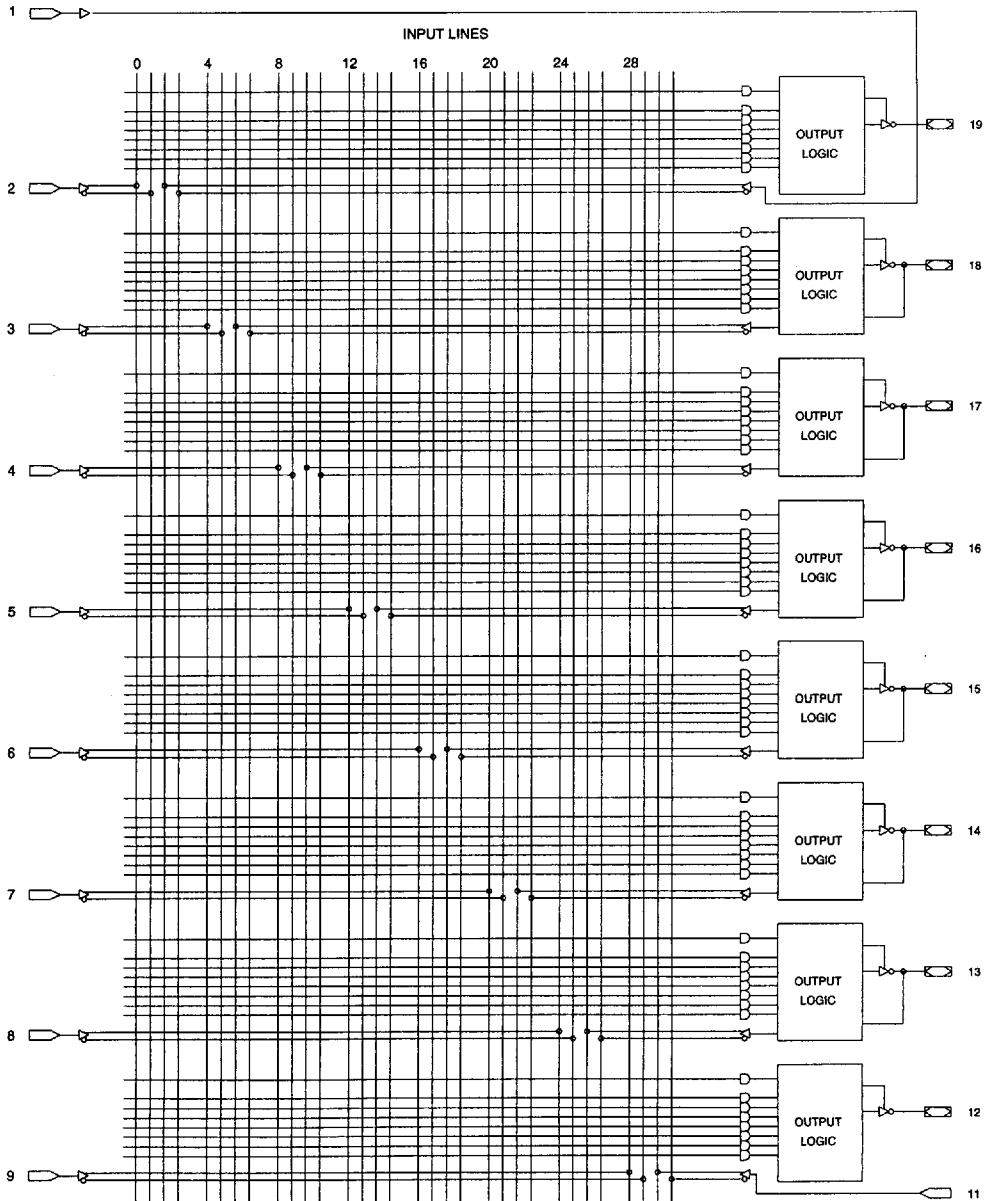 1
INPUT LINES
0 4 8 12 16 20 24 28
OUTPUT
LOGIC
19
2
OUTPUT
LOGIC
18
3
OUTPUT
LOGIC
17
4
OUTPUT
LOGIC
16
5
OUTPUT
LOGIC
15
6
OUTPUT
LOGIC
14
7
OUTPUT
LOGIC
13
8
OUTPUT
LOGIC
12
9
11